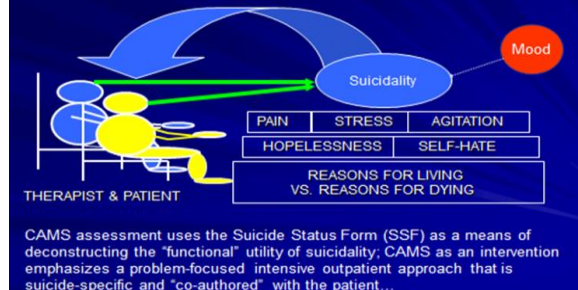 Mood
Suicidality
PAIN STRESS AGITATION
HOPELESSNESS SELF-HATE
REASONS FOR LIVING
VS. REASONS FOR DYING
THERAPIST & PATIENT
CAMS assessment uses the Suicide Status Form (SSF) as a means of
deconstructing the "functional" utility of suicidality; CAMS as an intervention
emphasizes a problem-focused intensive outpatient approach that is
suicide-specific and "co-authored" with the patient...